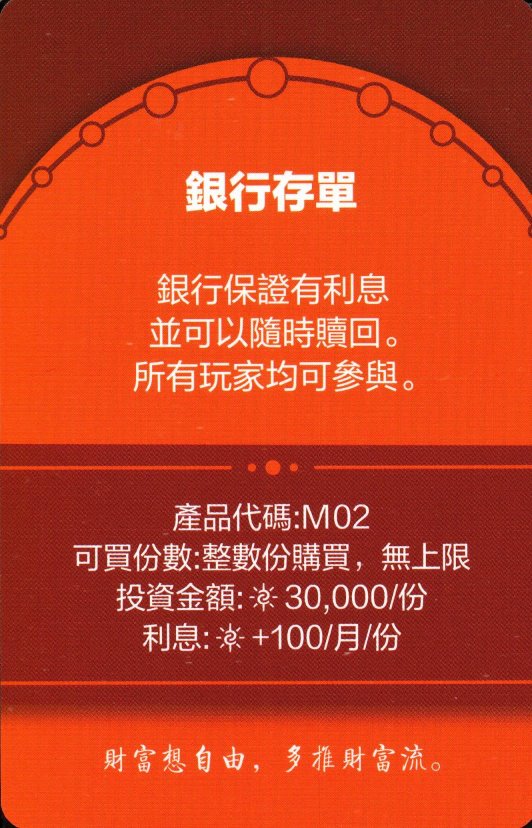 銀行存單
銀行保證有利息
並可以隨時贖回。
所有玩家均可參與。
產品代碼:M02
可買份數:整數份購買，無上限
投資金額: 30,000/份
利息: +100/月/份
財富想自由，多推財富流。